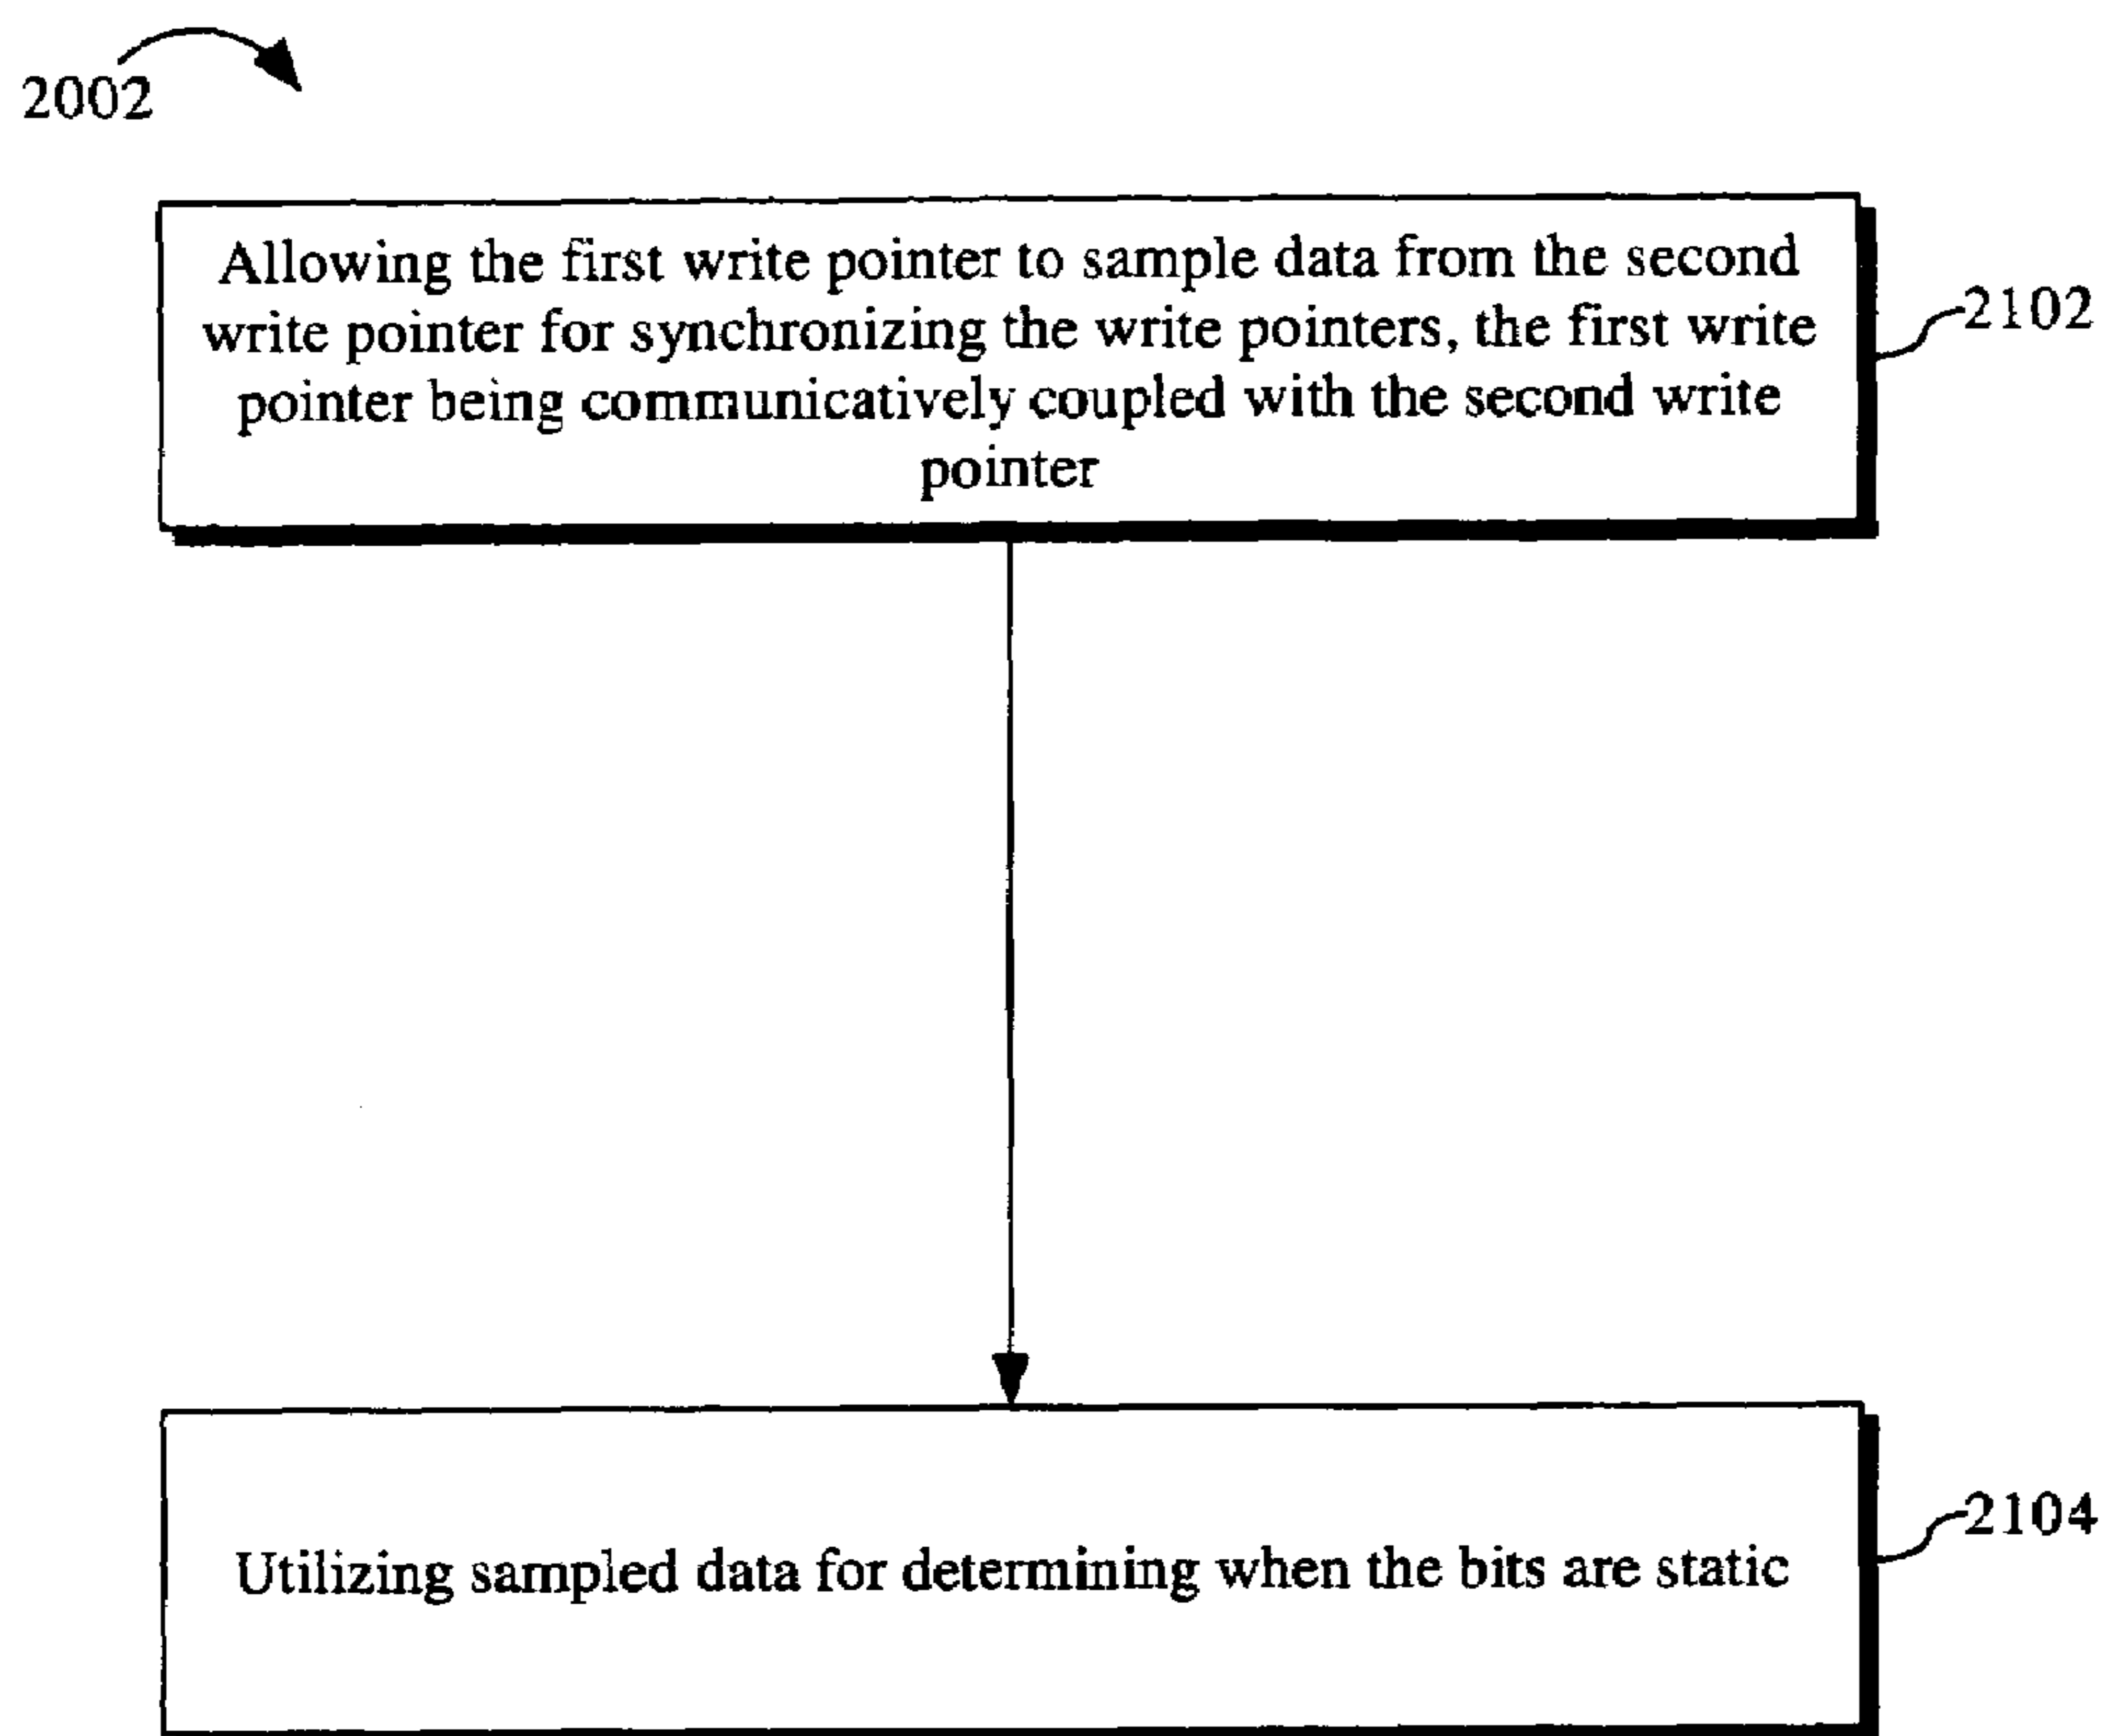 2002
Allowing the first write pointer to sample data from the second
write pointer for synchronizing the write pointers, the first write
pointer being communicatively coupled with the second write
pointer
2102
Utilizing sampled data for determining when the bits are static
2104